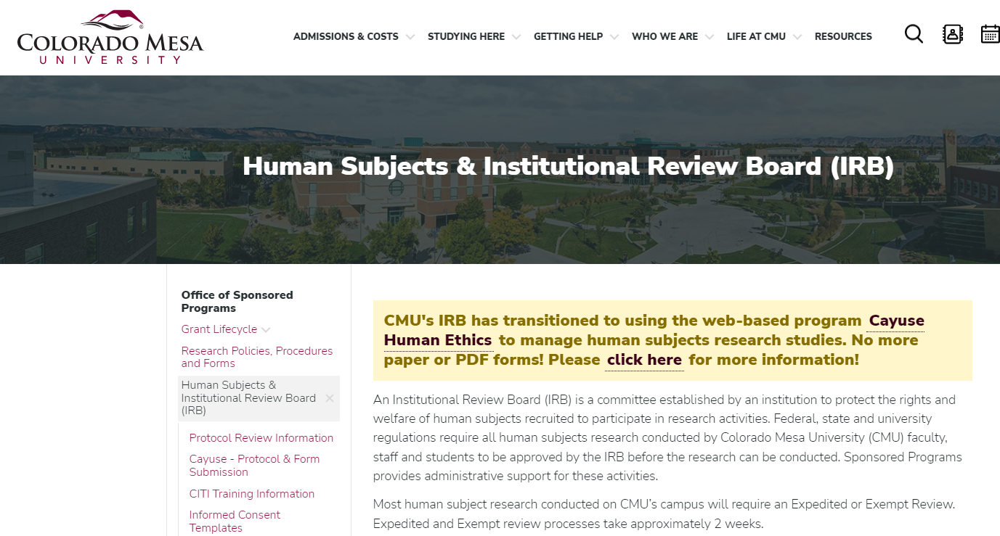 COLORADO MESA
UNIVERSITY
ADMISSIONS & COSTS
STUDYING HERE
GETTING HELP
WHO WE ARE
LIFE AT CMU
RESOURCES
Human Subjects & Institutional Review Board (IRB)
Office of Sponsored
Programs
Grant Lifecycle
Research Policies, Procedures
and Forms
Human Subjects &
Institutional Review Board
(IRB)
Protocol Review Information
Cayuse - Protocol & Form
Submission
CITI Training Information
Informed Consent
Templates
CMU's IRB has transitioned to using the web-based program Cayuse
Human Ethics to manage human subjects research studies. No more
paper or PDF forms! Please click here for more information!
An Institutional Review Board (IRB) is a committee established by an institution to protect the rights and
welfare of human subjects recruited to participate in research activities. Federal, state and university
regulations require all human subjects research conducted by Colorado Mesa University (CMU) faculty,
staff and students to be approved by the IRB before the research can be conducted. Sponsored Programs
provides administrative support for these activities.
Most human subject research conducted on CMU’s campus will require an Expedited or Exempt Review.
Expedited and Exempt review processes take approximately 2 weeks.